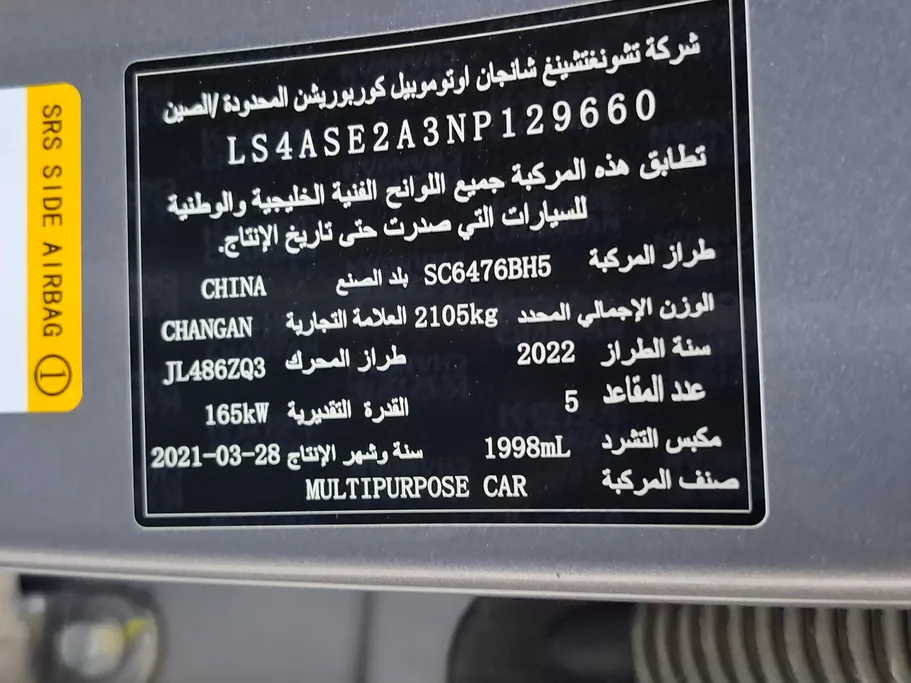 شركة تشونغتشينغ شانجان اوتوموبيل كوربوريشن المحدودة /الصين
LS4ASE2A3NP129660
تطابق هذه المركبة جميع اللوائح الفنية الخليجية والوطنية
للسيارات التي صدرت حتى تاريخ الإنتاج.
طراز المركبة SC6476BH5 بلد الصنع CHINA
الوزن الإجمالي المحدد 2105kg العلامة التجارية CHANGAN
سنة الطراز 2022 طراز المحرك JL486ZQ3
عدد المقاعد 5 القدرة التقديرية 165kW
مكبس التشرد 1998mL سنة وشهر الإنتاج 2021-03-28
صنف المركبة MULTIPURPOSE CAR
SRS SIDE AIRBAG ①